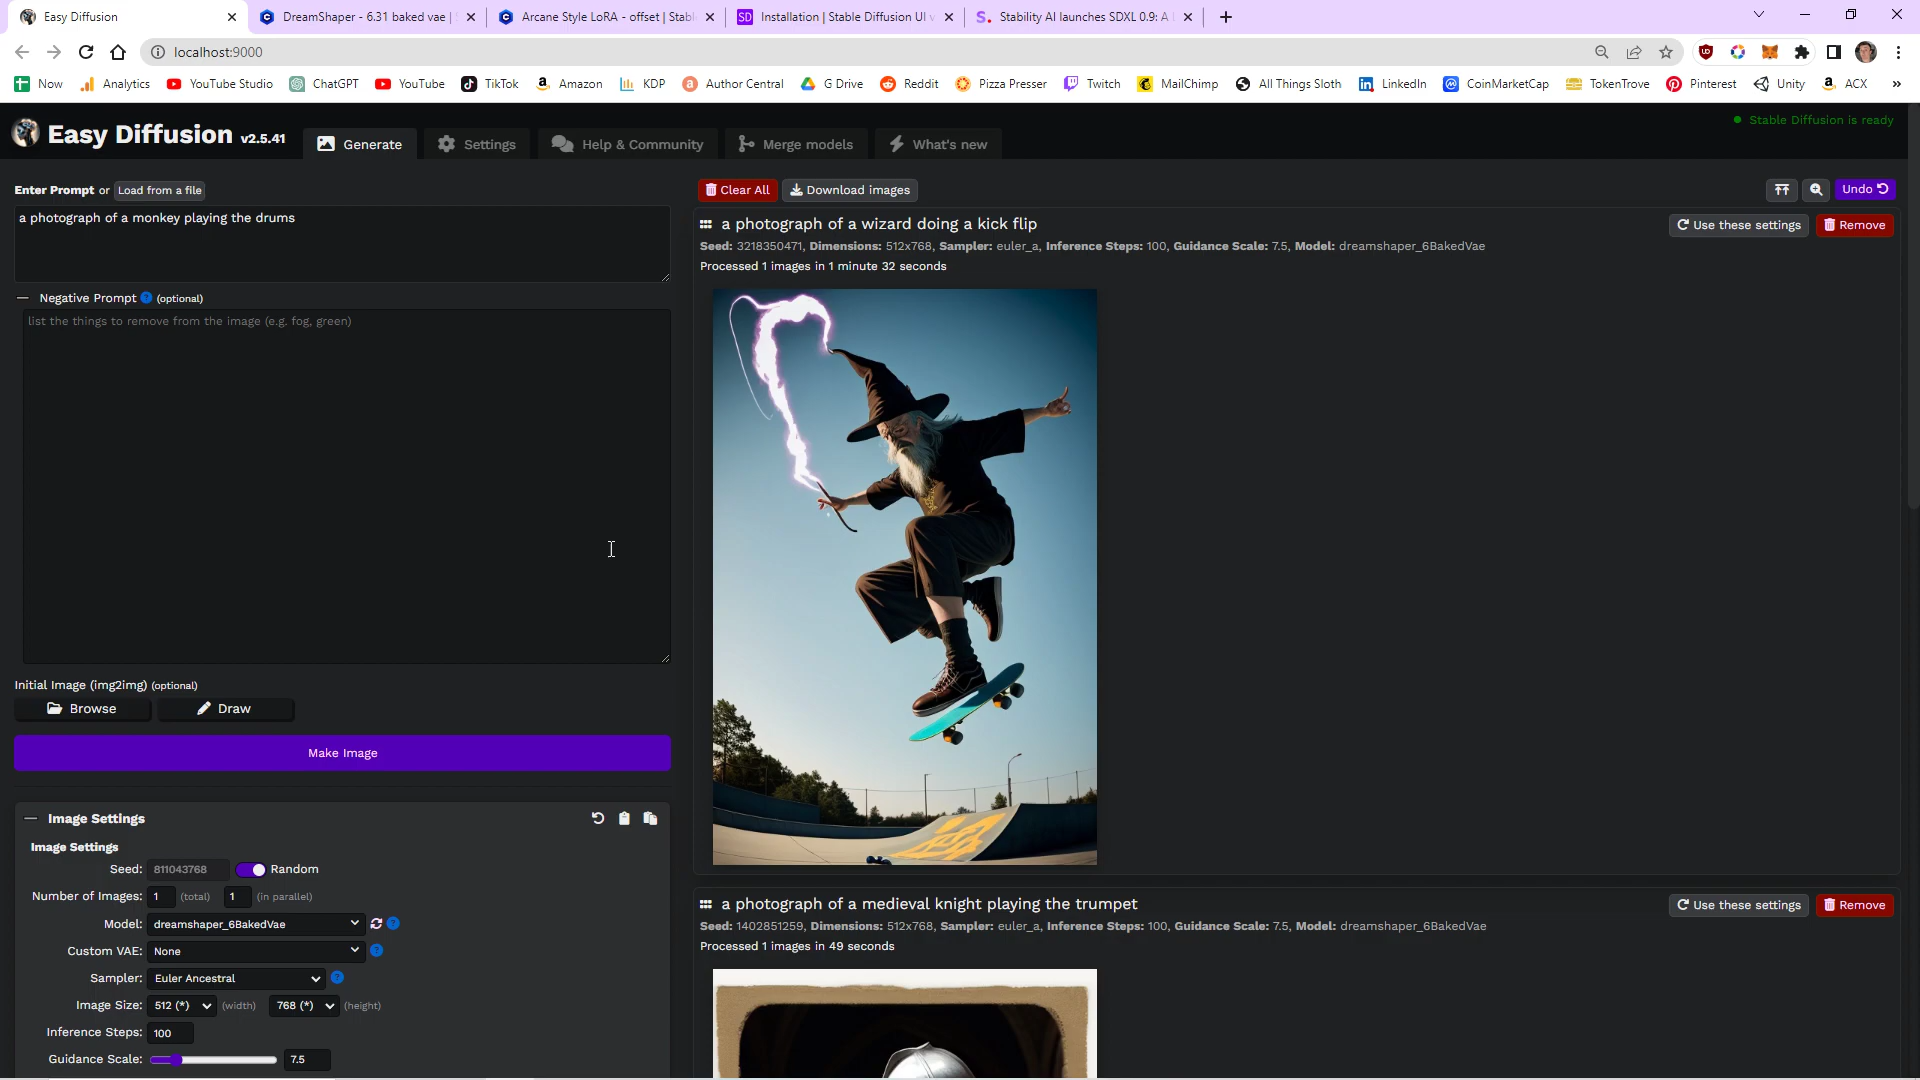 Easy Diffusion
DreamShaper - 6.31 baked vae |
Arcane Style LoRA - offset | Stabl
SD Installation | Stable Diffusion UI v
S. Stability AI launches SDXL 0.9: A
localhost:9000
Now Analytics YouTube Studio ChatGPT YouTube TikTok Amazon KDP Author Central G Drive Reddit Pizza Presser Twitch MailChimp All Things Sloth LinkedIn CoinMarketCap TokenTrove Pinterest Unity ACX »
Easy Diffusion v2.5.41
Generate
Settings
Help & Community
Merge models
What's new
Stable Diffusion is ready
Enter Prompt or Load from a file
a photograph of a monkey playing the drums
Negative Prompt ? (optional)
list the things to remove from the image (e.g. fog, green)
Initial Image (img2img) (optional)
Browse Draw
Make Image
Image Settings
Image Settings
Seed: 811043768 Random
Number of Images: 1 (total) 1 (in parallel)
Model: dreamshaper_6BakedVae ?
Custom VAE: None ?
Sampler: Euler Ancestral ?
Image Size: 512 (*) (width) 768 (*) (height)
Inference Steps: 100
Guidance Scale: 7.5
Clear All Download images Undo
a photograph of a wizard doing a kick flip
Use these settings Remove
Seed: 3218350471, Dimensions: 512x768, Sampler: euler_a, Inference Steps: 100, Guidance Scale: 7.5, Model: dreamshaper_6BakedVae
Processed 1 images in 1 minute 32 seconds
a photograph of a medieval knight playing the trumpet
Use these settings Remove
Seed: 1402851259, Dimensions: 512x768, Sampler: euler_a, Inference Steps: 100, Guidance Scale: 7.5, Model: dreamshaper_6BakedVae
Processed 1 images in 49 seconds